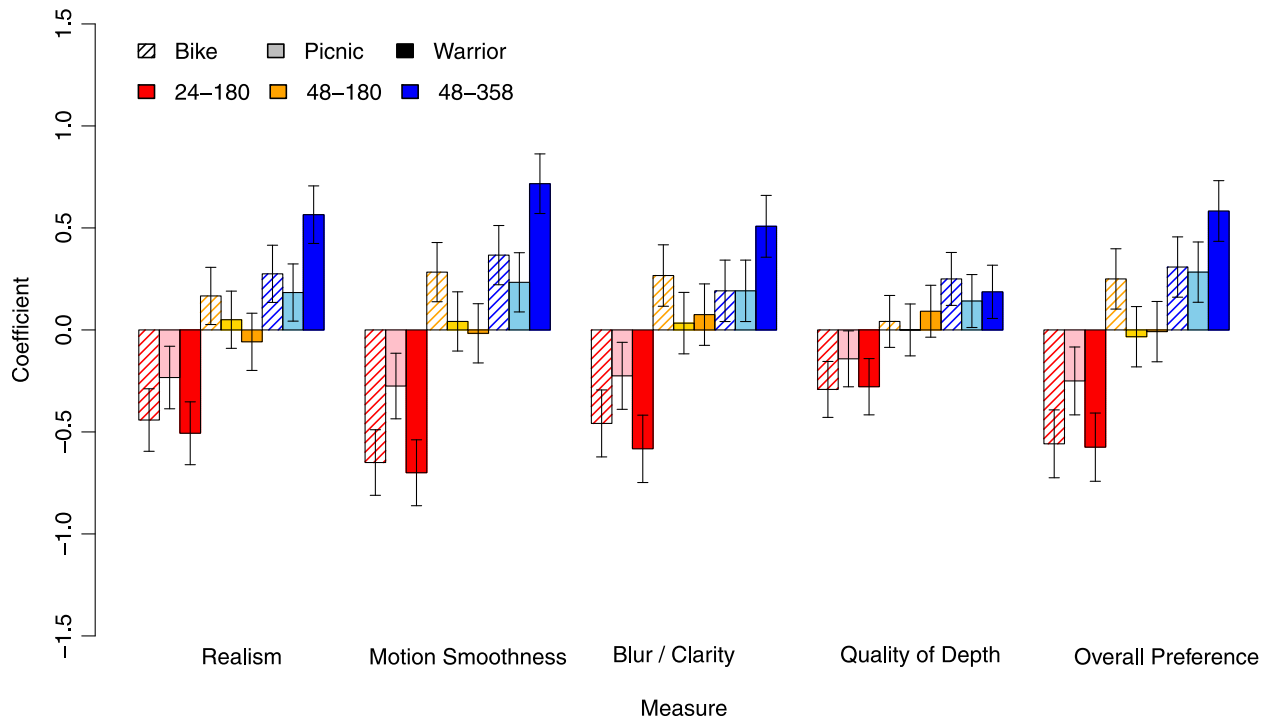 1.5
1.0
0.5
0.0
−0.5
−1.0
−1.5
Coefficient
Bike Picnic Warrior
24−180 48−180 48−358
Realism Motion Smoothness Blur / Clarity Quality of Depth Overall Preference
Measure